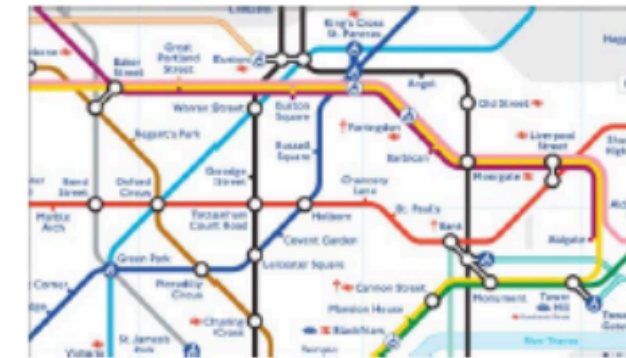 King's Cross
St. Pancras
Great
Portland
Street
Baker
Street
Euston
Angel
Old Street
Warren Street
Euston
Square
Farringdon
Liverpool
Street
Regent's Park
Russell
Square
Barbican
Moorgate
Goodge
Street
Chancery
Lane
Bond
Street
Oxford
Circus
Marble
Arch
Tottenham
Court Road
Holborn
St. Paul's
Bank
Aldgate
Covent Garden
Green Park
Leicester Square
Corner
Piccadilly
Circus
Cannon Street
Mansion House
Monument
Tower
Hill
Charing
Cross
Blackfriars
St. James's
Park
Victoria
Temple
River Thames